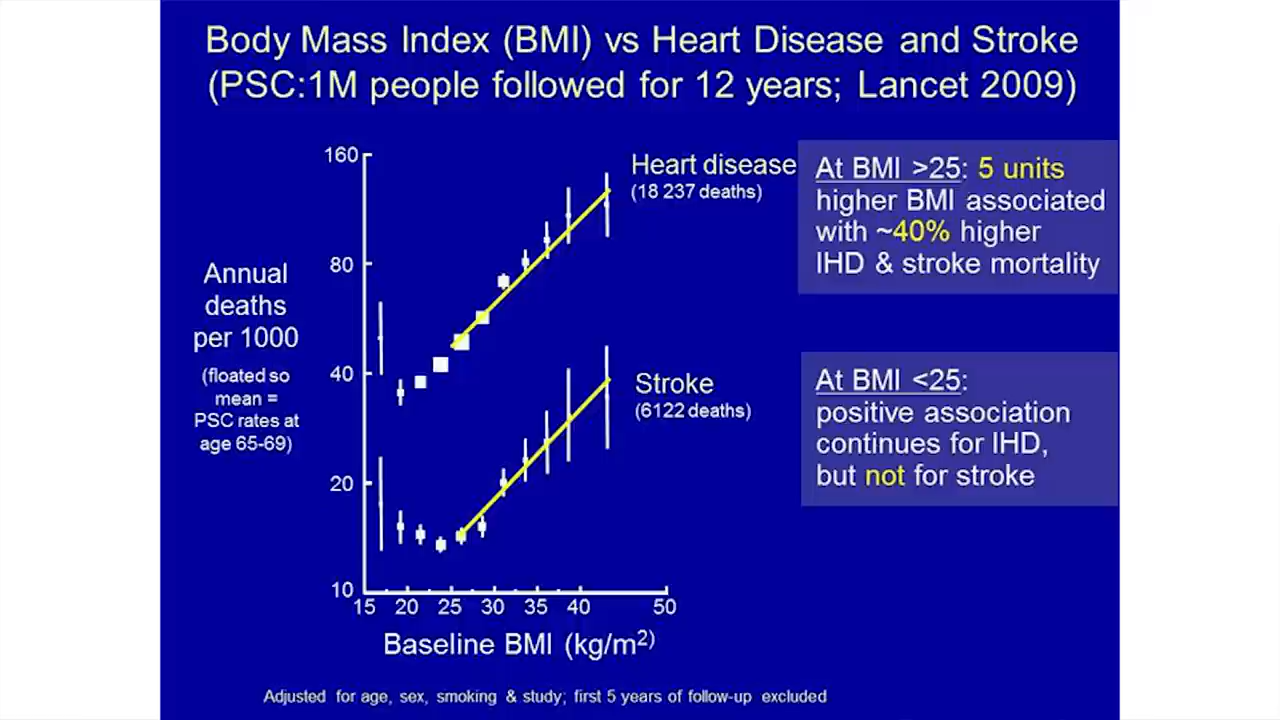 Body Mass Index (BMI) vs Heart Disease and Stroke
(PSC:1M people followed for 12 years; Lancet 2009)
160
80
40
20
10
15 20 25 30 35 40 50
Annual
deaths
per 1000
(floated so
mean =
PSC rates at
age 65-69)
Heart disease
(18 237 deaths)
Stroke
(6122 deaths)
Baseline BMI (kg/m²)
At BMI >25: 5 units
higher BMI associated
with ~40% higher
IHD & stroke mortality
At BMI <25:
positive association
continues for IHD,
but not for stroke
Adjusted for age, sex, smoking & study; first 5 years of follow-up excluded